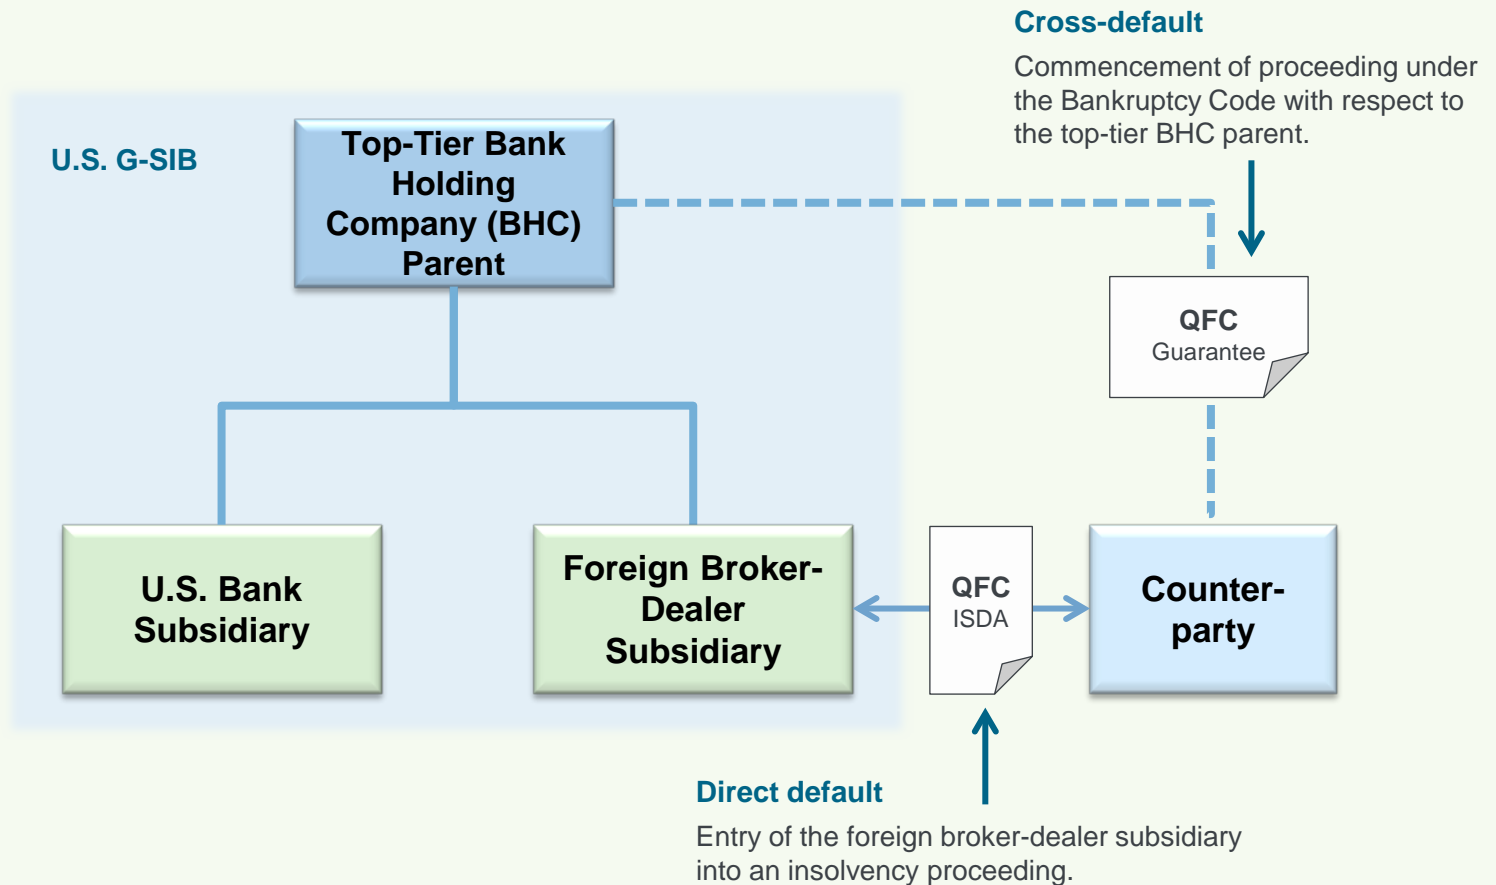 Cross-default
Commencement of proceeding under
the Bankruptcy Code with respect to
the top-tier BHC parent.
U.S. G-SIB
Top-Tier Bank
Holding
Company (BHC)
Parent
QFC
Guarantee
U.S. Bank
Subsidiary
Foreign Broker-
Dealer
Subsidiary
QFC
ISDA
Counter-
party
Direct default
Entry of the foreign broker-dealer subsidiary
into an insolvency proceeding.